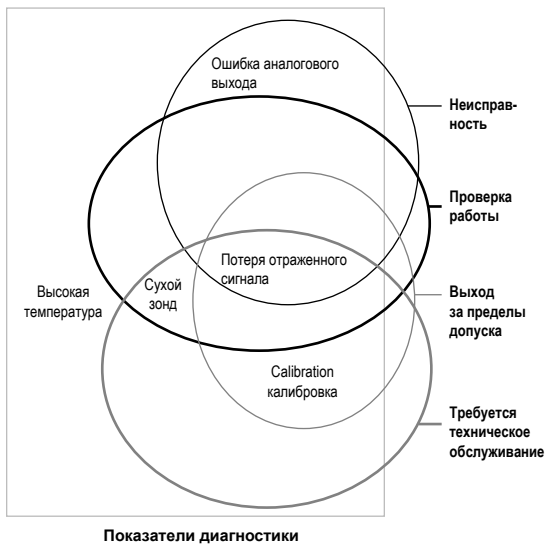 Ошибка аналогового
выхода
Неисправ-
ность
Проверка
работы
Потеря отраженного
сигнала
Сухой
зонд
Высокая
температура
Выход
за пределы
допуска
Calibration
калибровка
Требуется
техническое
обслуживание
Показатели диагностики